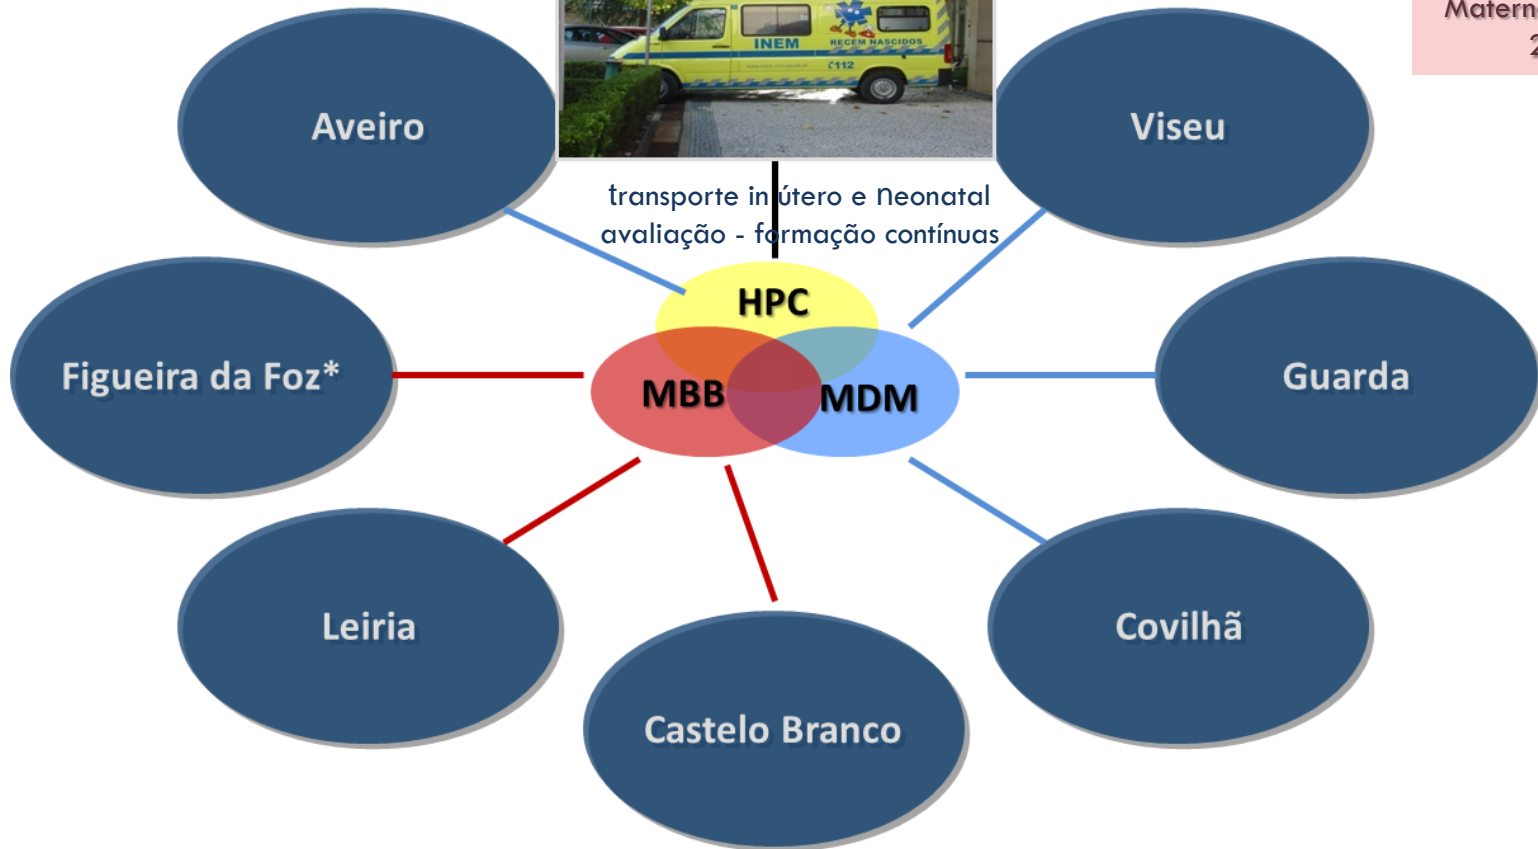 INEM
RECEM NASCIDOS
112
Aveiro
Viseu
transporte in útero e neonatal
avaliação - formação contínuas
HPC
Figueira da Foz*
MBB
MDM
Guarda
Leiria
Covilhã
Castelo Branco